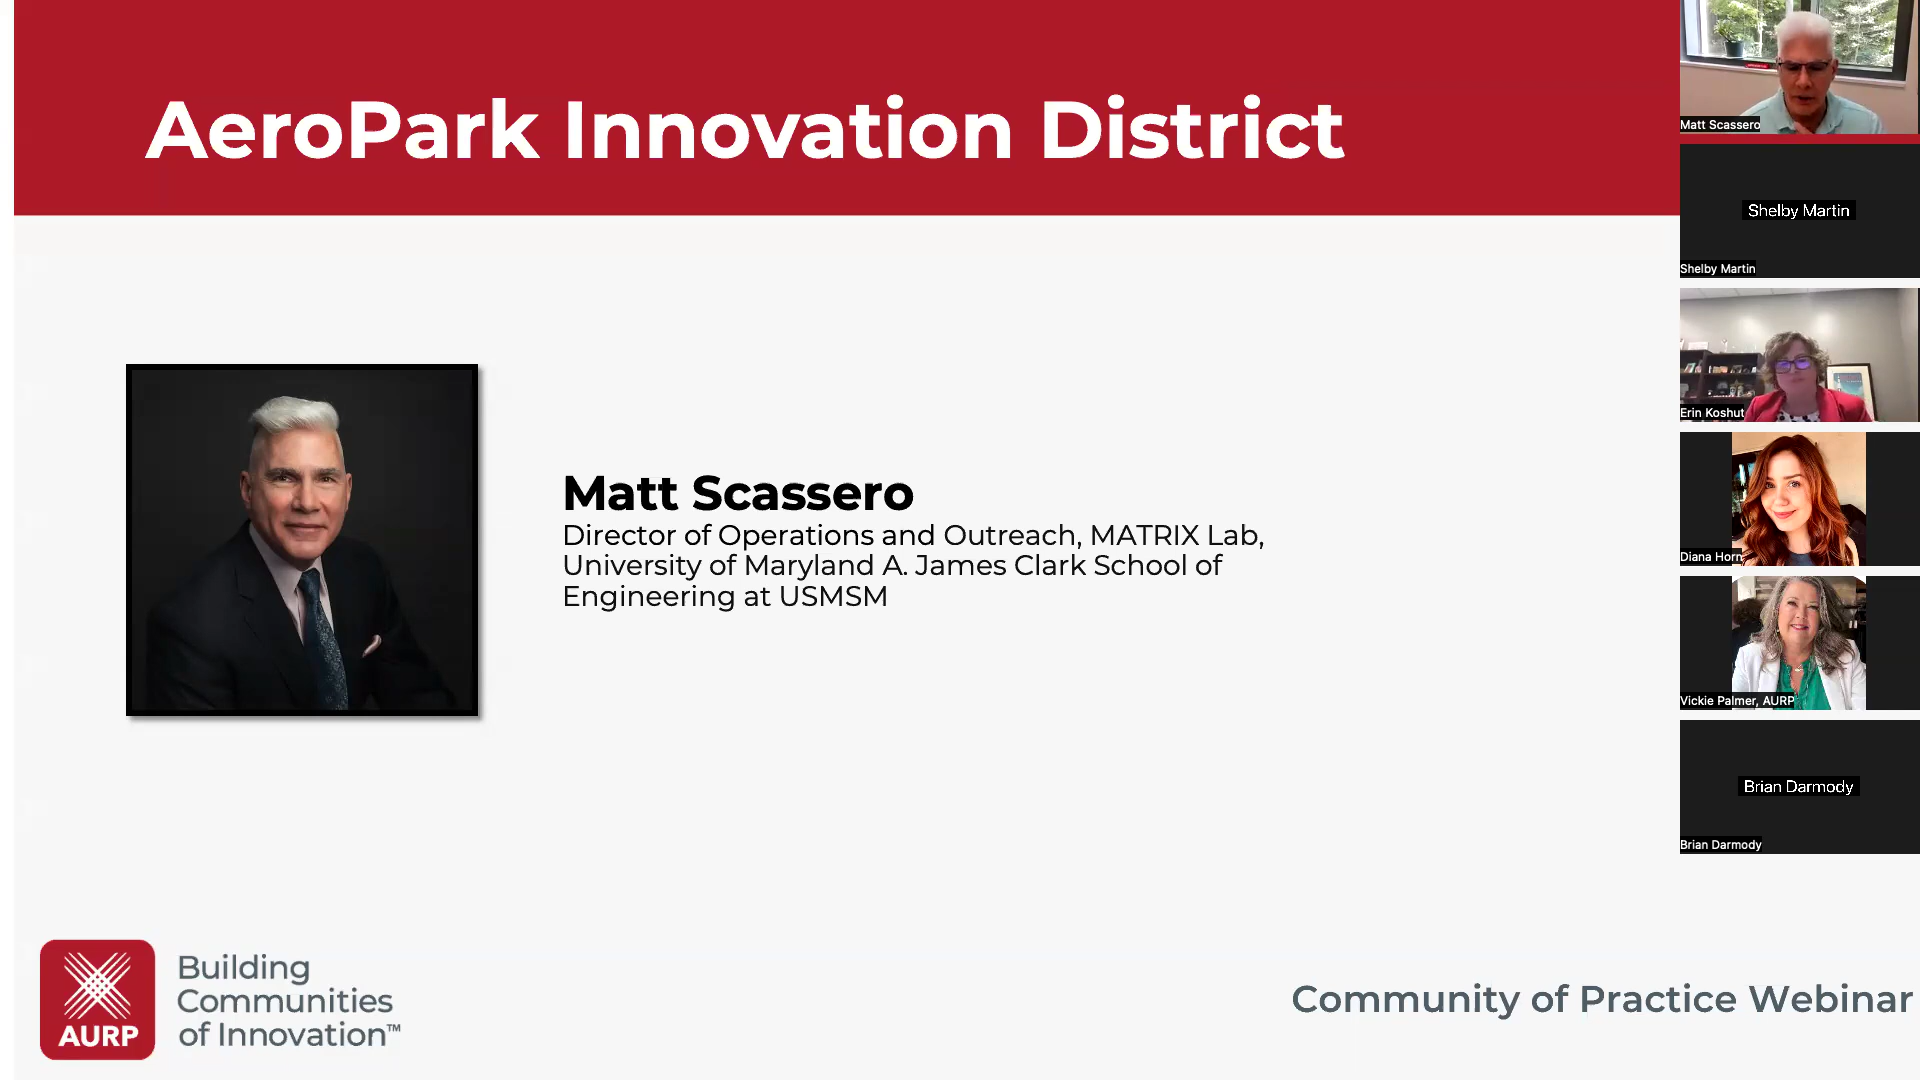 AeroPark Innovation District
Matt Scassero
Director of Operations and Outreach, MATRIX Lab,
University of Maryland A. James Clark School of
Engineering at USMSM
AURP
Building
Communities
of Innovation™
Community of Practice Webinar
Matt Scassero
Shelby Martin
Shelby Martin
Erin Koshut
Diana Horn
Vickie Palmer, AURP
Brian Darmody
Brian Darmody